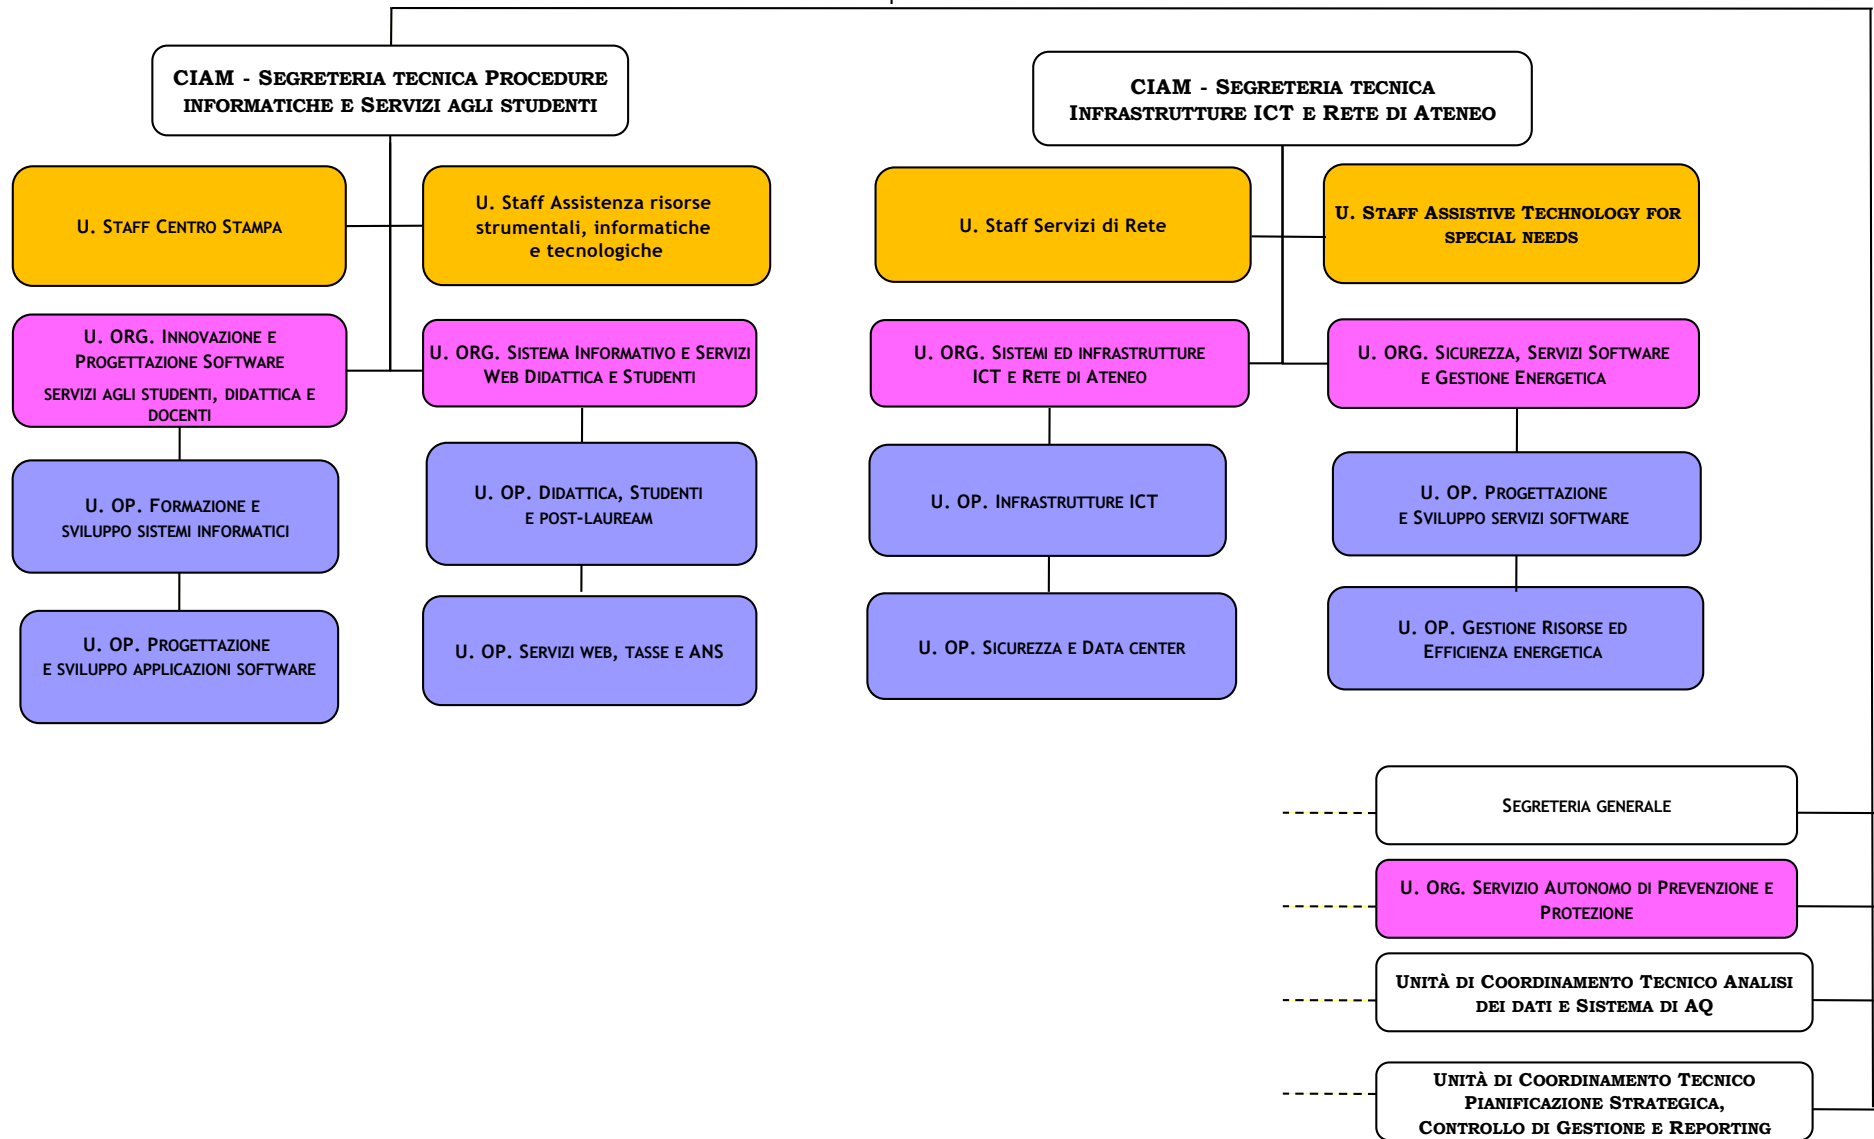 CIAM - Segreteria tecnica Procedure
informatiche e Servizi agli studenti
CIAM - Segreteria tecnica
Infrastrutture ICT e Rete di Ateneo
U. Staff Centro Stampa
U. Staff Assistenza risorse
strumentali, informatiche
e tecnologiche
U. Staff Servizi di Rete
U. Staff Assistive Technology for
special needs
U. ORG. Innovazione e
Progettazione Software
servizi agli studenti, didattica e
docenti
U. ORG. Sistema Informativo e Servizi
Web Didattica e Studenti
U. ORG. Sistemi ed infrastrutture
ICT e Rete di Ateneo
U. ORG. Sicurezza, Servizi Software
e Gestione Energetica
U. OP. Formazione e
sviluppo sistemi informatici
U. OP. Didattica, Studenti
e post-lauream
U. OP. Infrastrutture ICT
U. OP. Progettazione
e Sviluppo servizi software
U. OP. Progettazione
e sviluppo applicazioni software
U. OP. Servizi web, tasse e ANS
U. OP. Sicurezza e Data center
U. OP. Gestione Risorse ed
Efficienza energetica
Segreteria generale
U. Org. Servizio Autonomo di Prevenzione e
Protezione
Unità di Coordinamento Tecnico Analisi
dei dati e Sistema di AQ
Unità di Coordinamento Tecnico
Pianificazione Strategica,
Controllo di Gestione e Reporting